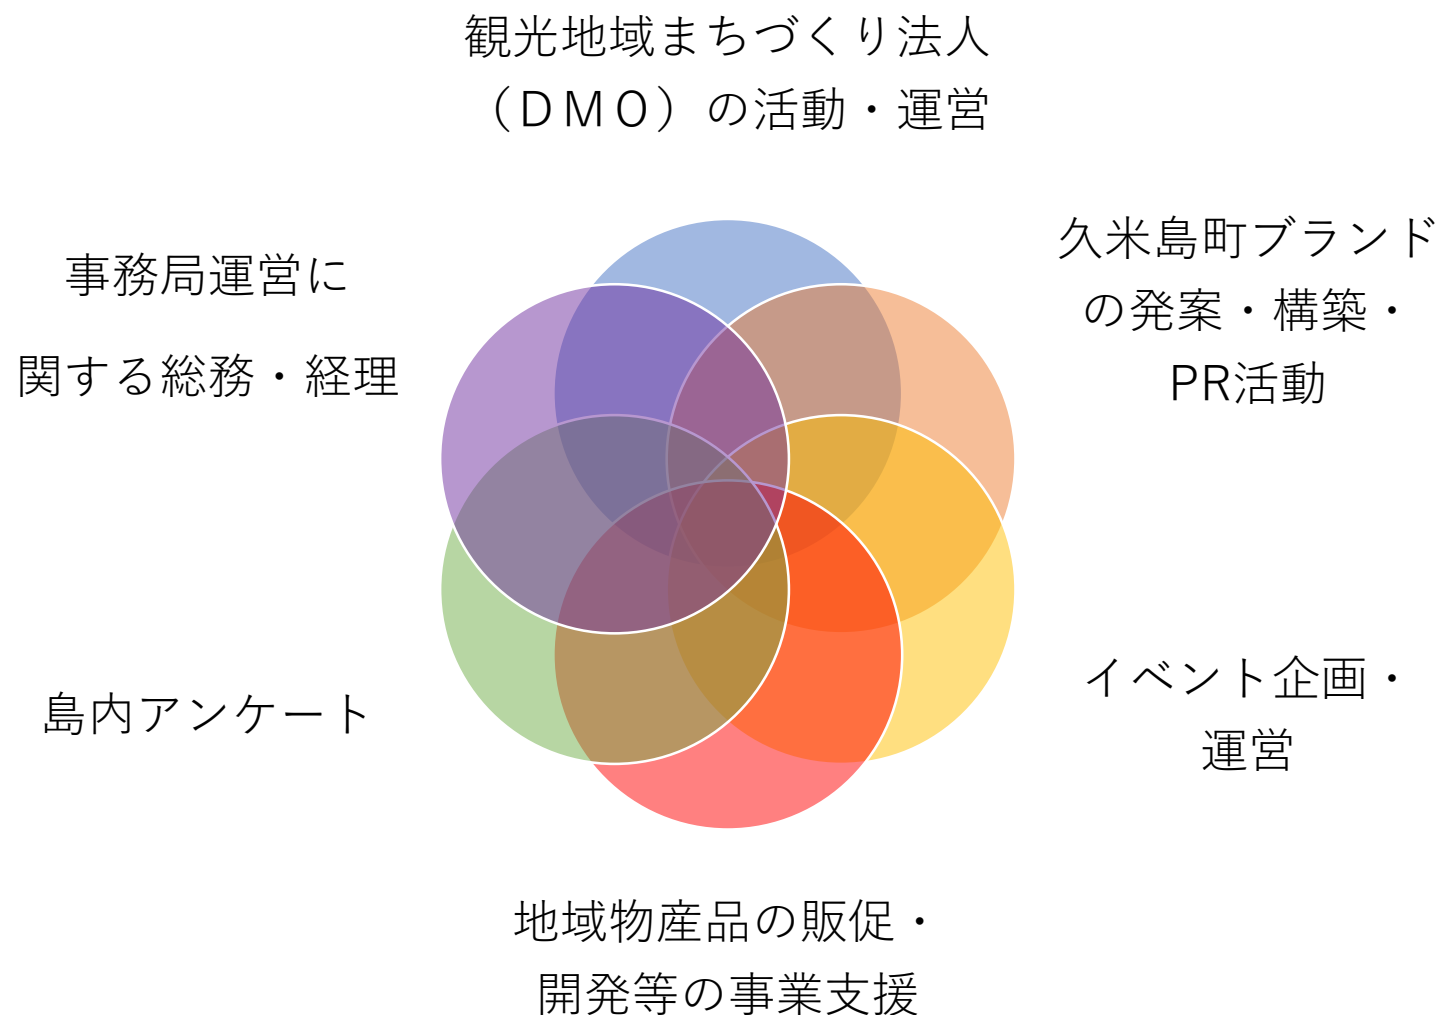 観光地域まちづくり法人
（ＤＭＯ）の活動・運営
久米島町ブランド
の発案・構築・
PR活動
イベント企画・
運営
地域物産品の販促・
開発等の事業支援
島内アンケート
事務局運営に
関する総務・経理